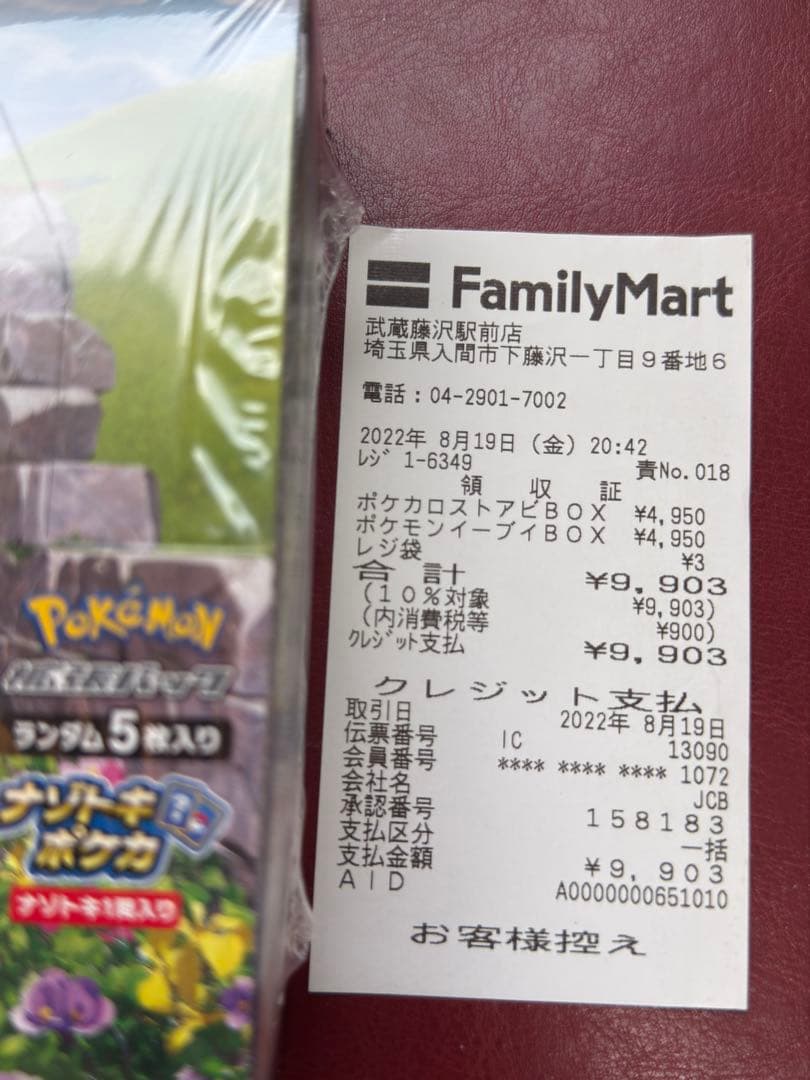 POKÉMON
拡張パック
ランダム5枚入り
ナゾトキ
ポケカ
ナゾトキ1枚入り
FamilyMart
武蔵藤沢駅前店
埼玉県入間市下藤沢一丁目9番地6
電話:04-2901-7002
2022年 8月19日 (金) 20:42
ﾚｼﾞ 1-6349 責No.018
領 収 証
ポケカロストアビBOX ¥4,950
ポケモンイーブイBOX ¥4,950
レジ袋 ¥3
合 計 ¥9,903
(10%対象 ¥9,903)
(内消費税等 ¥900)
ｸﾚｼﾞｯﾄ支払 ¥9,903
クレジット支払
取引日 2022年 8月19日
伝票番号 IC 13090
会員番号 **** **** **** 1072
会社名 JCB
承認番号 158183
支払区分 一括
支払金額 ¥9,903
AID A0000000651010
お客様控え